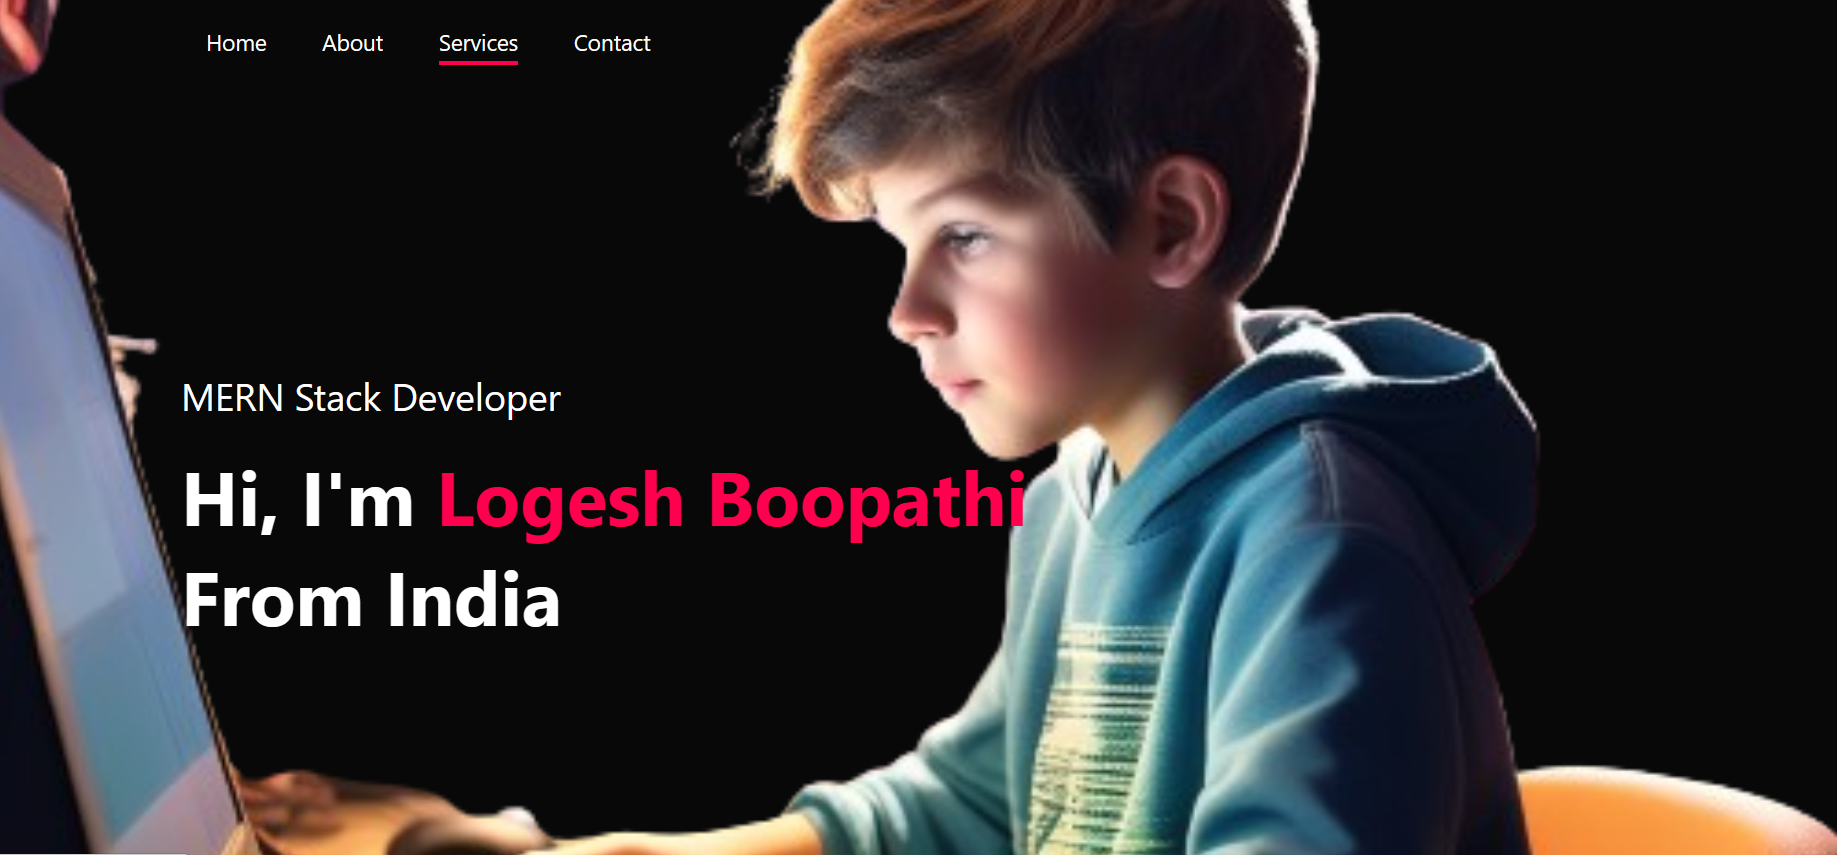 Home About Services Contact
MERN Stack Developer
Hi, I'm Logesh Boopathi
From India